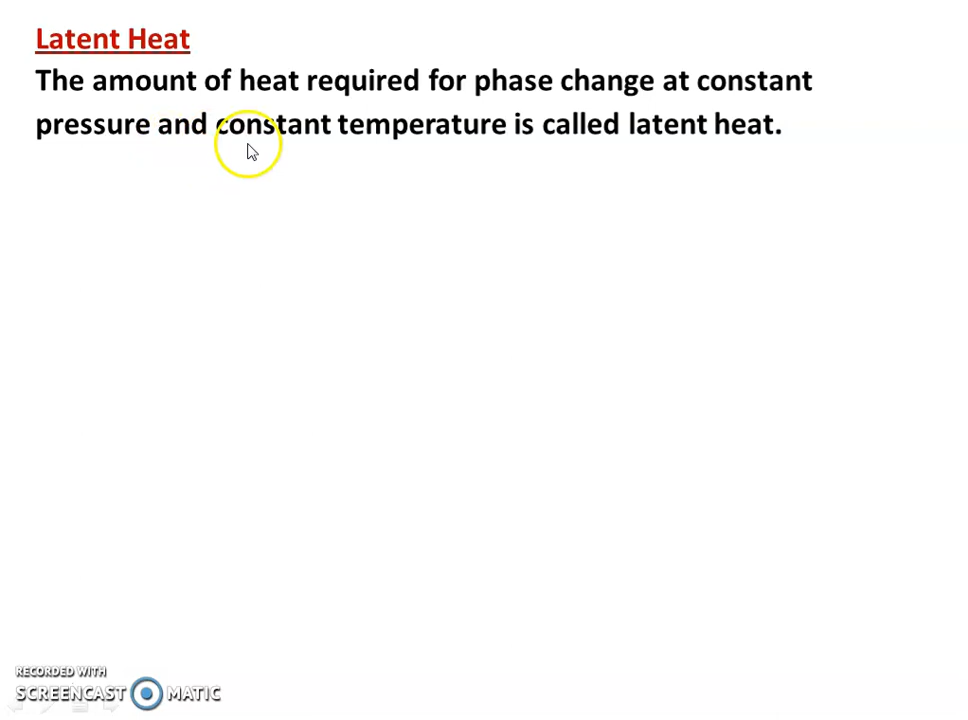 Latent Heat
The amount of heat required for phase change at constant
pressure and constant temperature is called latent heat.
RECORDED WITH
SCREENCAST MATIC